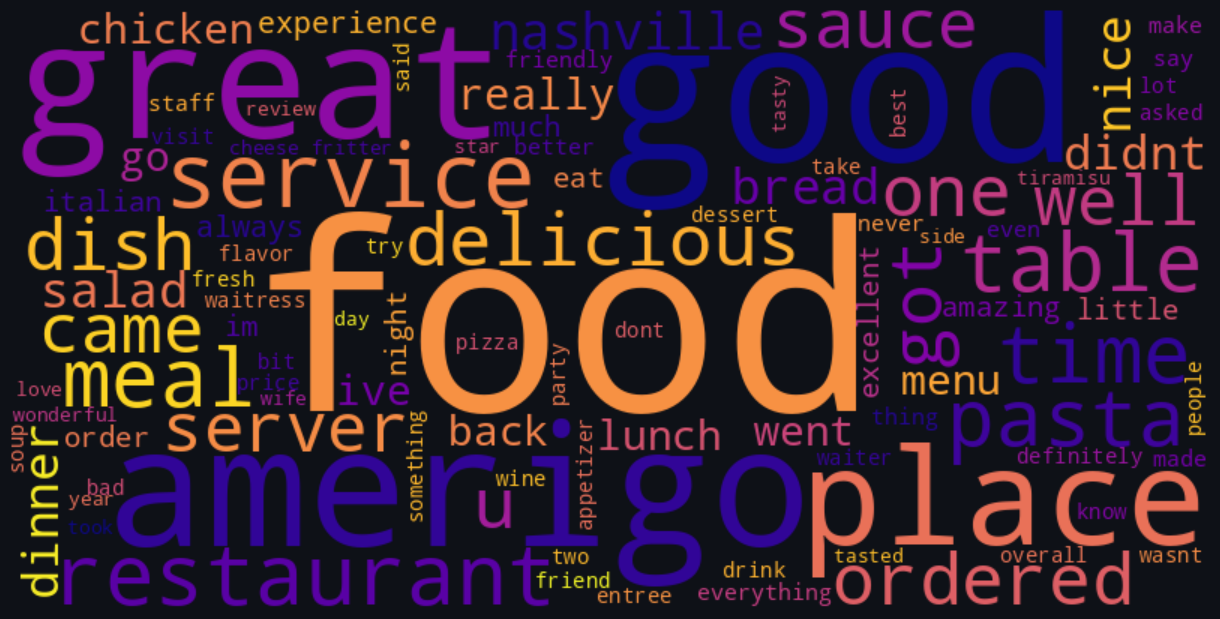 chicken
experience
nashville
sauce
nice
make
great
said
friendly
good
say
staff
review
really
tasty
best
lot
asked
visit
much
go
cheese fritter
star
better
didnt
service
eat
take
bread
one
tiramisu
well
italian
always
dish
flavor
try
delicious
dessert
never
side
even
table
salad
fresh
waitress
food
excellent
got
amazing
little
came
im
day
night
pizza
dont
time
meal
bit
price
wife
ive
party
menu
people
love
wonderful
soup
order
server
something
back
appetizer
lunch
went
thing
pasta
waiter
definitely
made
dinner
bad
year
took
amerigo
wine
u
place
know
restaurant
two
friend
entree
drink
everything
tasted
ordered
overall
wasnt